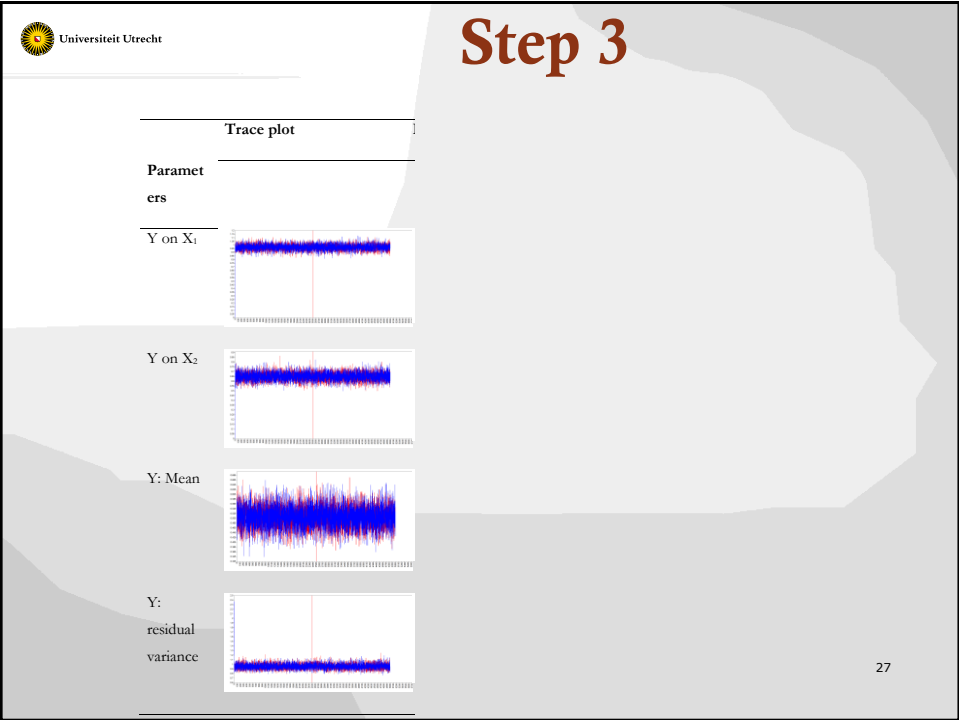 Universiteit Utrecht
Step 3
Trace plot
Paramet
ers
Y on X₁
Y on X₂
Y: Mean
Y:
residual
variance
27